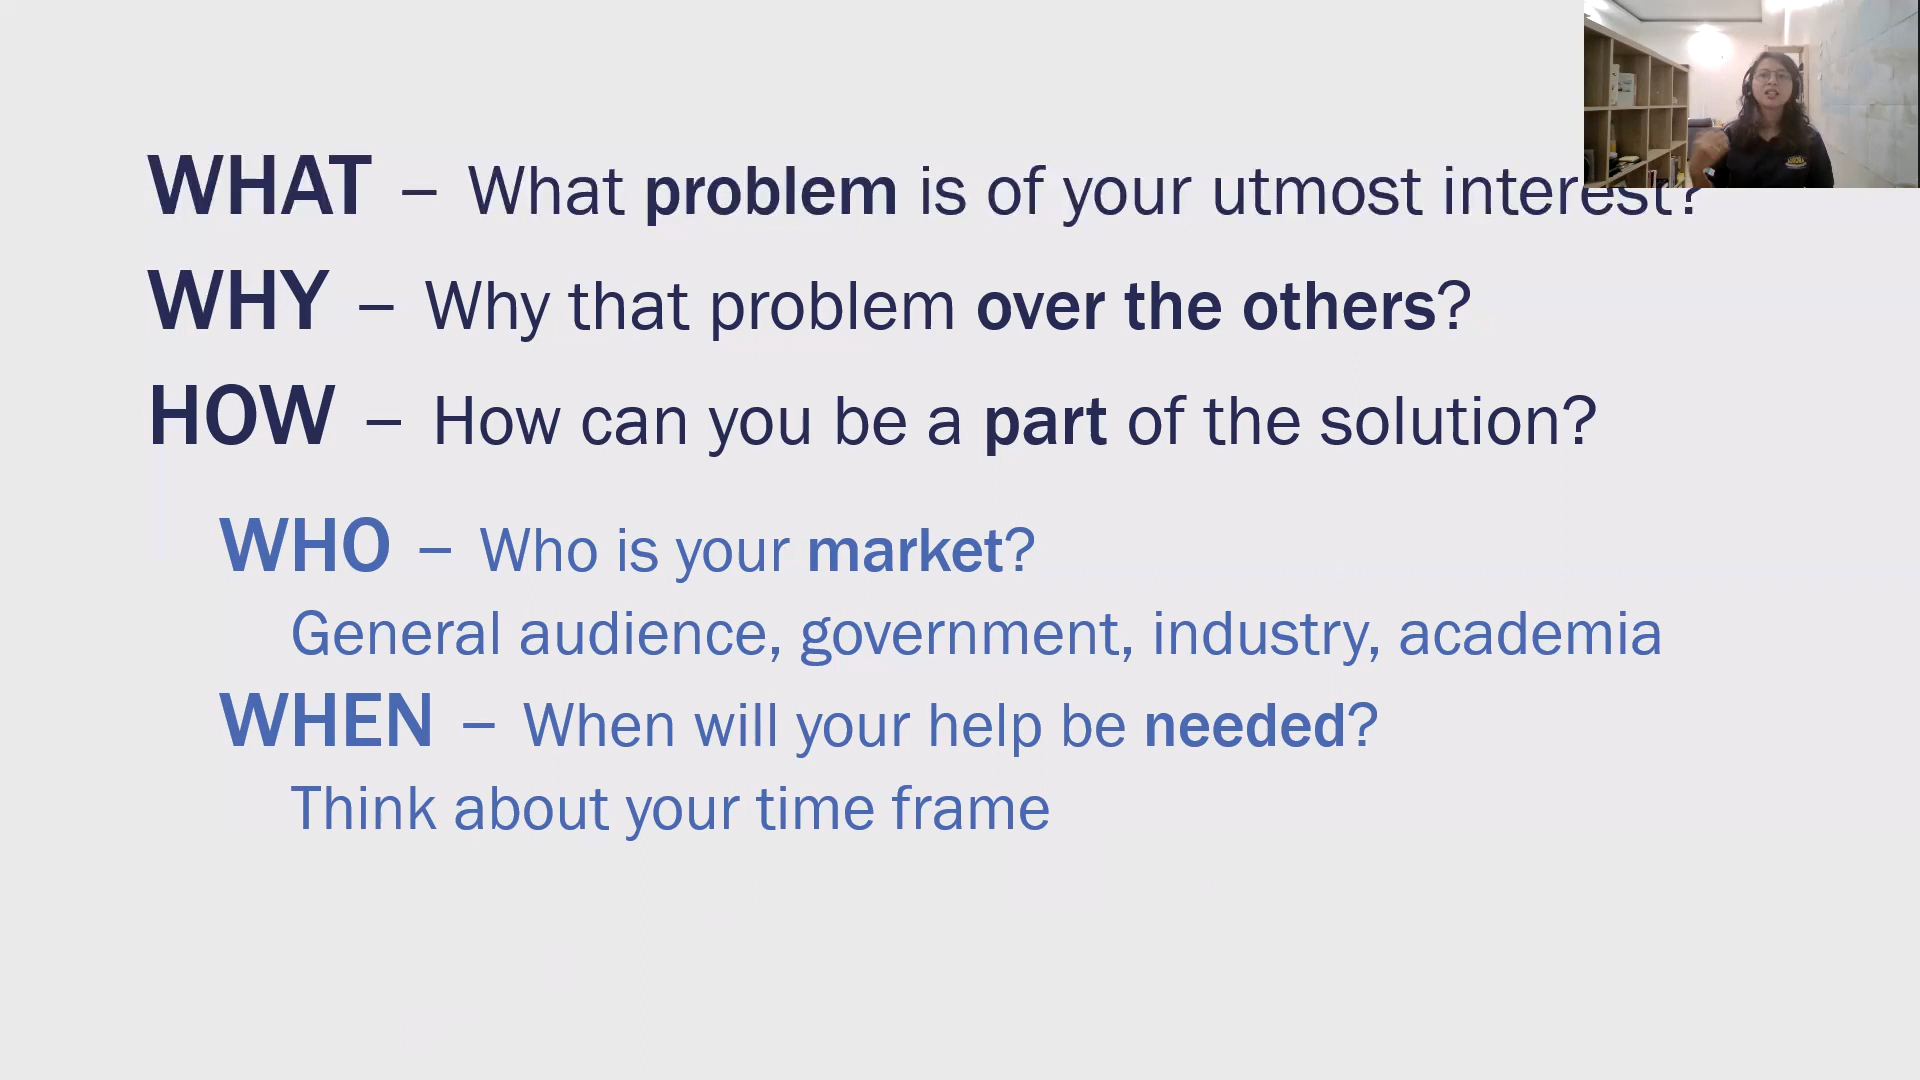 WHAT – What problem is of your utmost interest?
WHY – Why that problem over the others?
HOW – How can you be a part of the solution?
WHO – Who is your market?
General audience, government, industry, academia
WHEN – When will your help be needed?
Think about your time frame